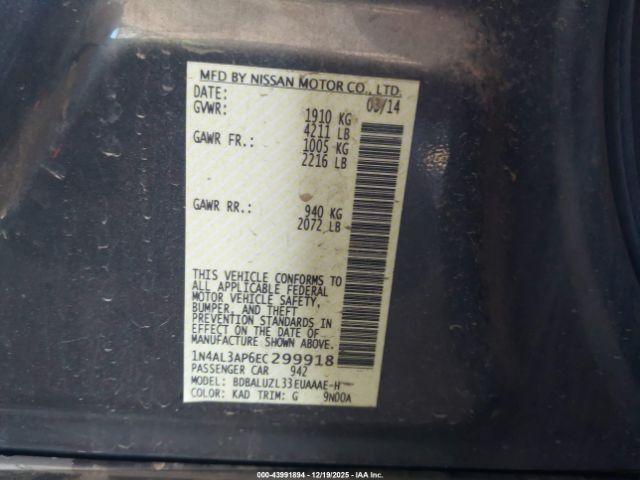 MFD BY NISSAN MOTOR CO., LTD.
DATE: 03/14
GVWR: 1910 KG
4211 LB
GAWR FR.: 1005 KG
2216 LB
GAWR RR.: 940 KG
2072 LB
THIS VEHICLE CONFORMS TO
ALL APPLICABLE FEDERAL
MOTOR VEHICLE SAFETY,
BUMPER, AND THEFT
PREVENTION STANDARDS IN
EFFECT ON THE DATE OF
MANUFACTURE SHOWN ABOVE.
1N4AL3AP6EC299918
PASSENGER CAR 942
MODEL: BDBALUZL33EUAAAE-H
COLOR: KAD TRIM: G 9N00A
000-43991894 | 12/19/2025 - IAA Inc.